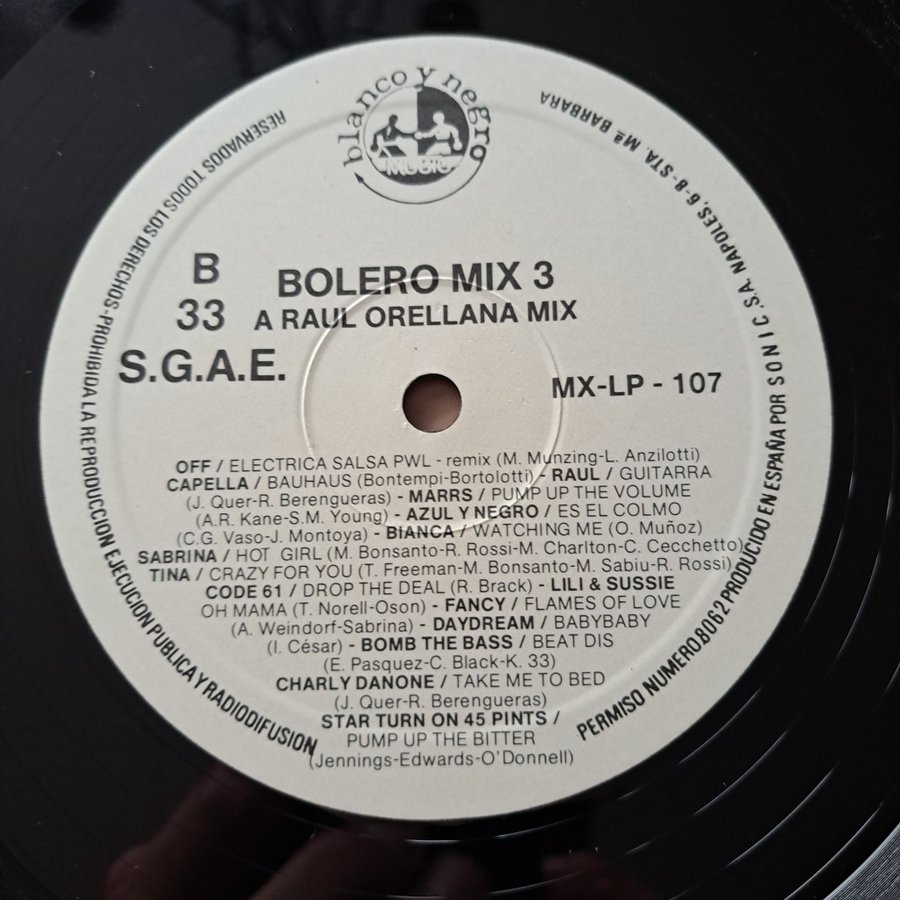 blanco y negro
MUSIC
B
BOLERO MIX 3
33
A RAUL ORELLANA MIX
S.G.A.E.
MX-LP - 107
OFF / ELECTRICA SALSA PWL - remix (M. Munzing-L. Anzilotti)
CAPELLA / BAUHAUS (Bontempi-Bortolotti) - RAUL / GUITARRA
(J. Quer-R. Berengueras) - MARRS / PUMP UP THE VOLUME
(A.R. Kane-S.M. Young) - AZUL Y NEGRO / ES EL COLMO
(C.G. Vaso-J. Montoya) - BIANCA / WATCHING ME (O. Muñoz)
SABRINA / HOT GIRL (M. Bonsanto-R. Rossi-M. Charlton-C. Cecchetto)
TINA / CRAZY FOR YOU (T. Freeman-M. Bonsanto-M. Sabiu-R. Rossi)
CODE 61 / DROP THE DEAL (R. Brack) - LILI & SUSSIE
OH MAMA (T. Norell-Oson) - FANCY / FLAMES OF LOVE
(A. Weindorf-Sabrina) - DAYDREAM / BABYBABY
(I. César) - BOMB THE BASS / BEAT DIS
(E. Pasquez-C. Black-K. 33)
CHARLY DANONE / TAKE ME TO BED
(J. Quer-R. Berengueras)
STAR TURN ON 45 PINTS /
PUMP UP THE BITTER
(Jennings-Edwards-O'Donnell)
RESERVADOS TODOS LOS DERECHOS-PROHIBIDA LA REPRODUCCION EJECUCION PUBLICA Y RADIODIFUSION
PERMISO NUMERO 8062 PRODUCIDO EN ESPAÑA POR SONIC, S.A. NAPOLES, 6-8-STA. Mª BARBARA